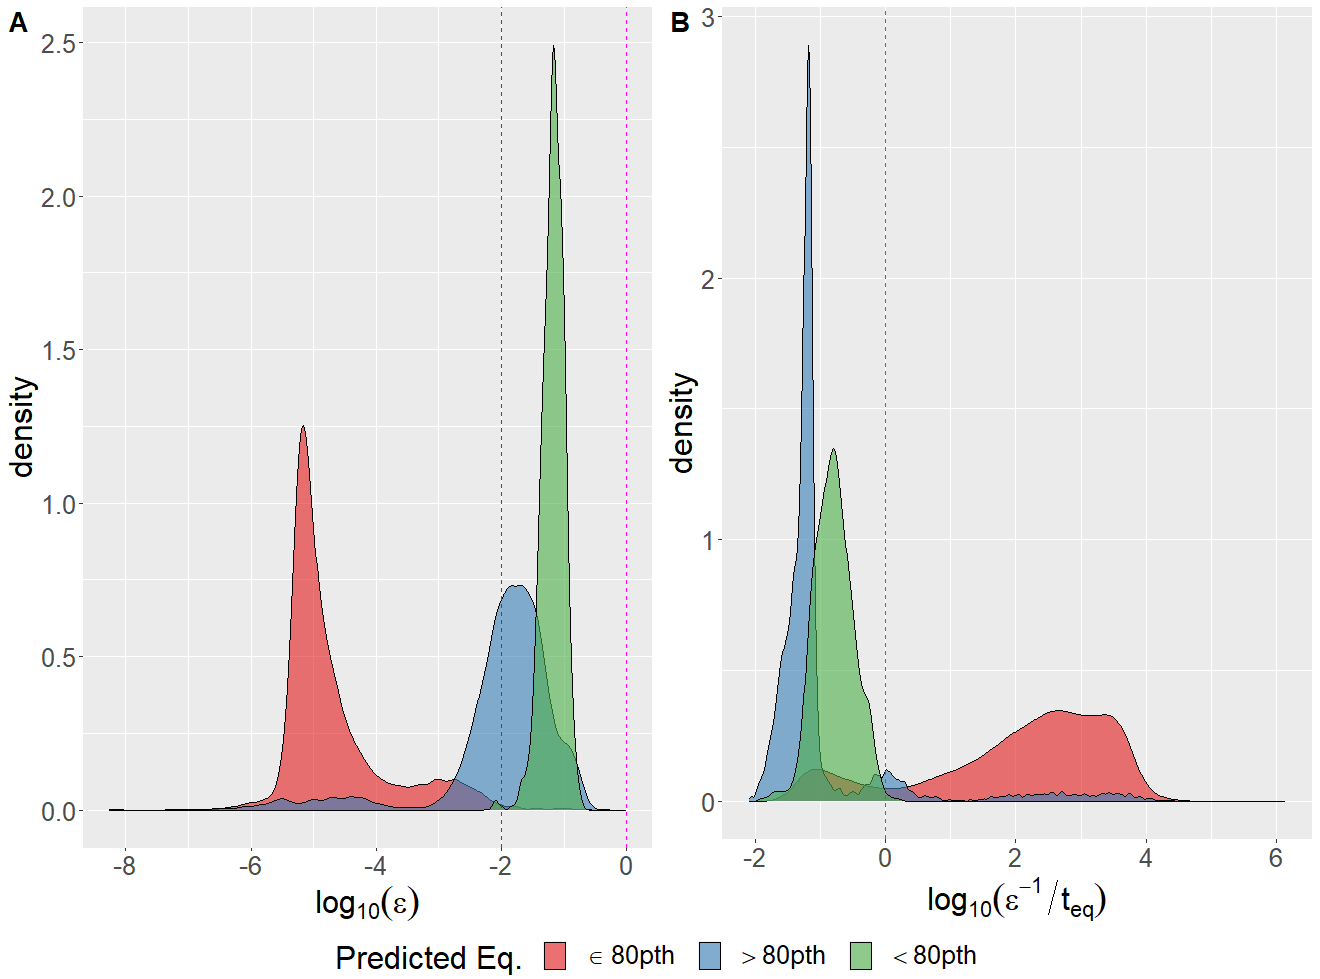 A
density
2.5
2.0
1.5
1.0
0.5
0.0
-8 -6 -4 -2 0
log₁₀(ε)
B
density
3
2
1
0
-2 0 2 4 6
log₁₀(ε⁻¹/t_eq)
Predicted Eq. ∈ 80pth > 80pth < 80pth